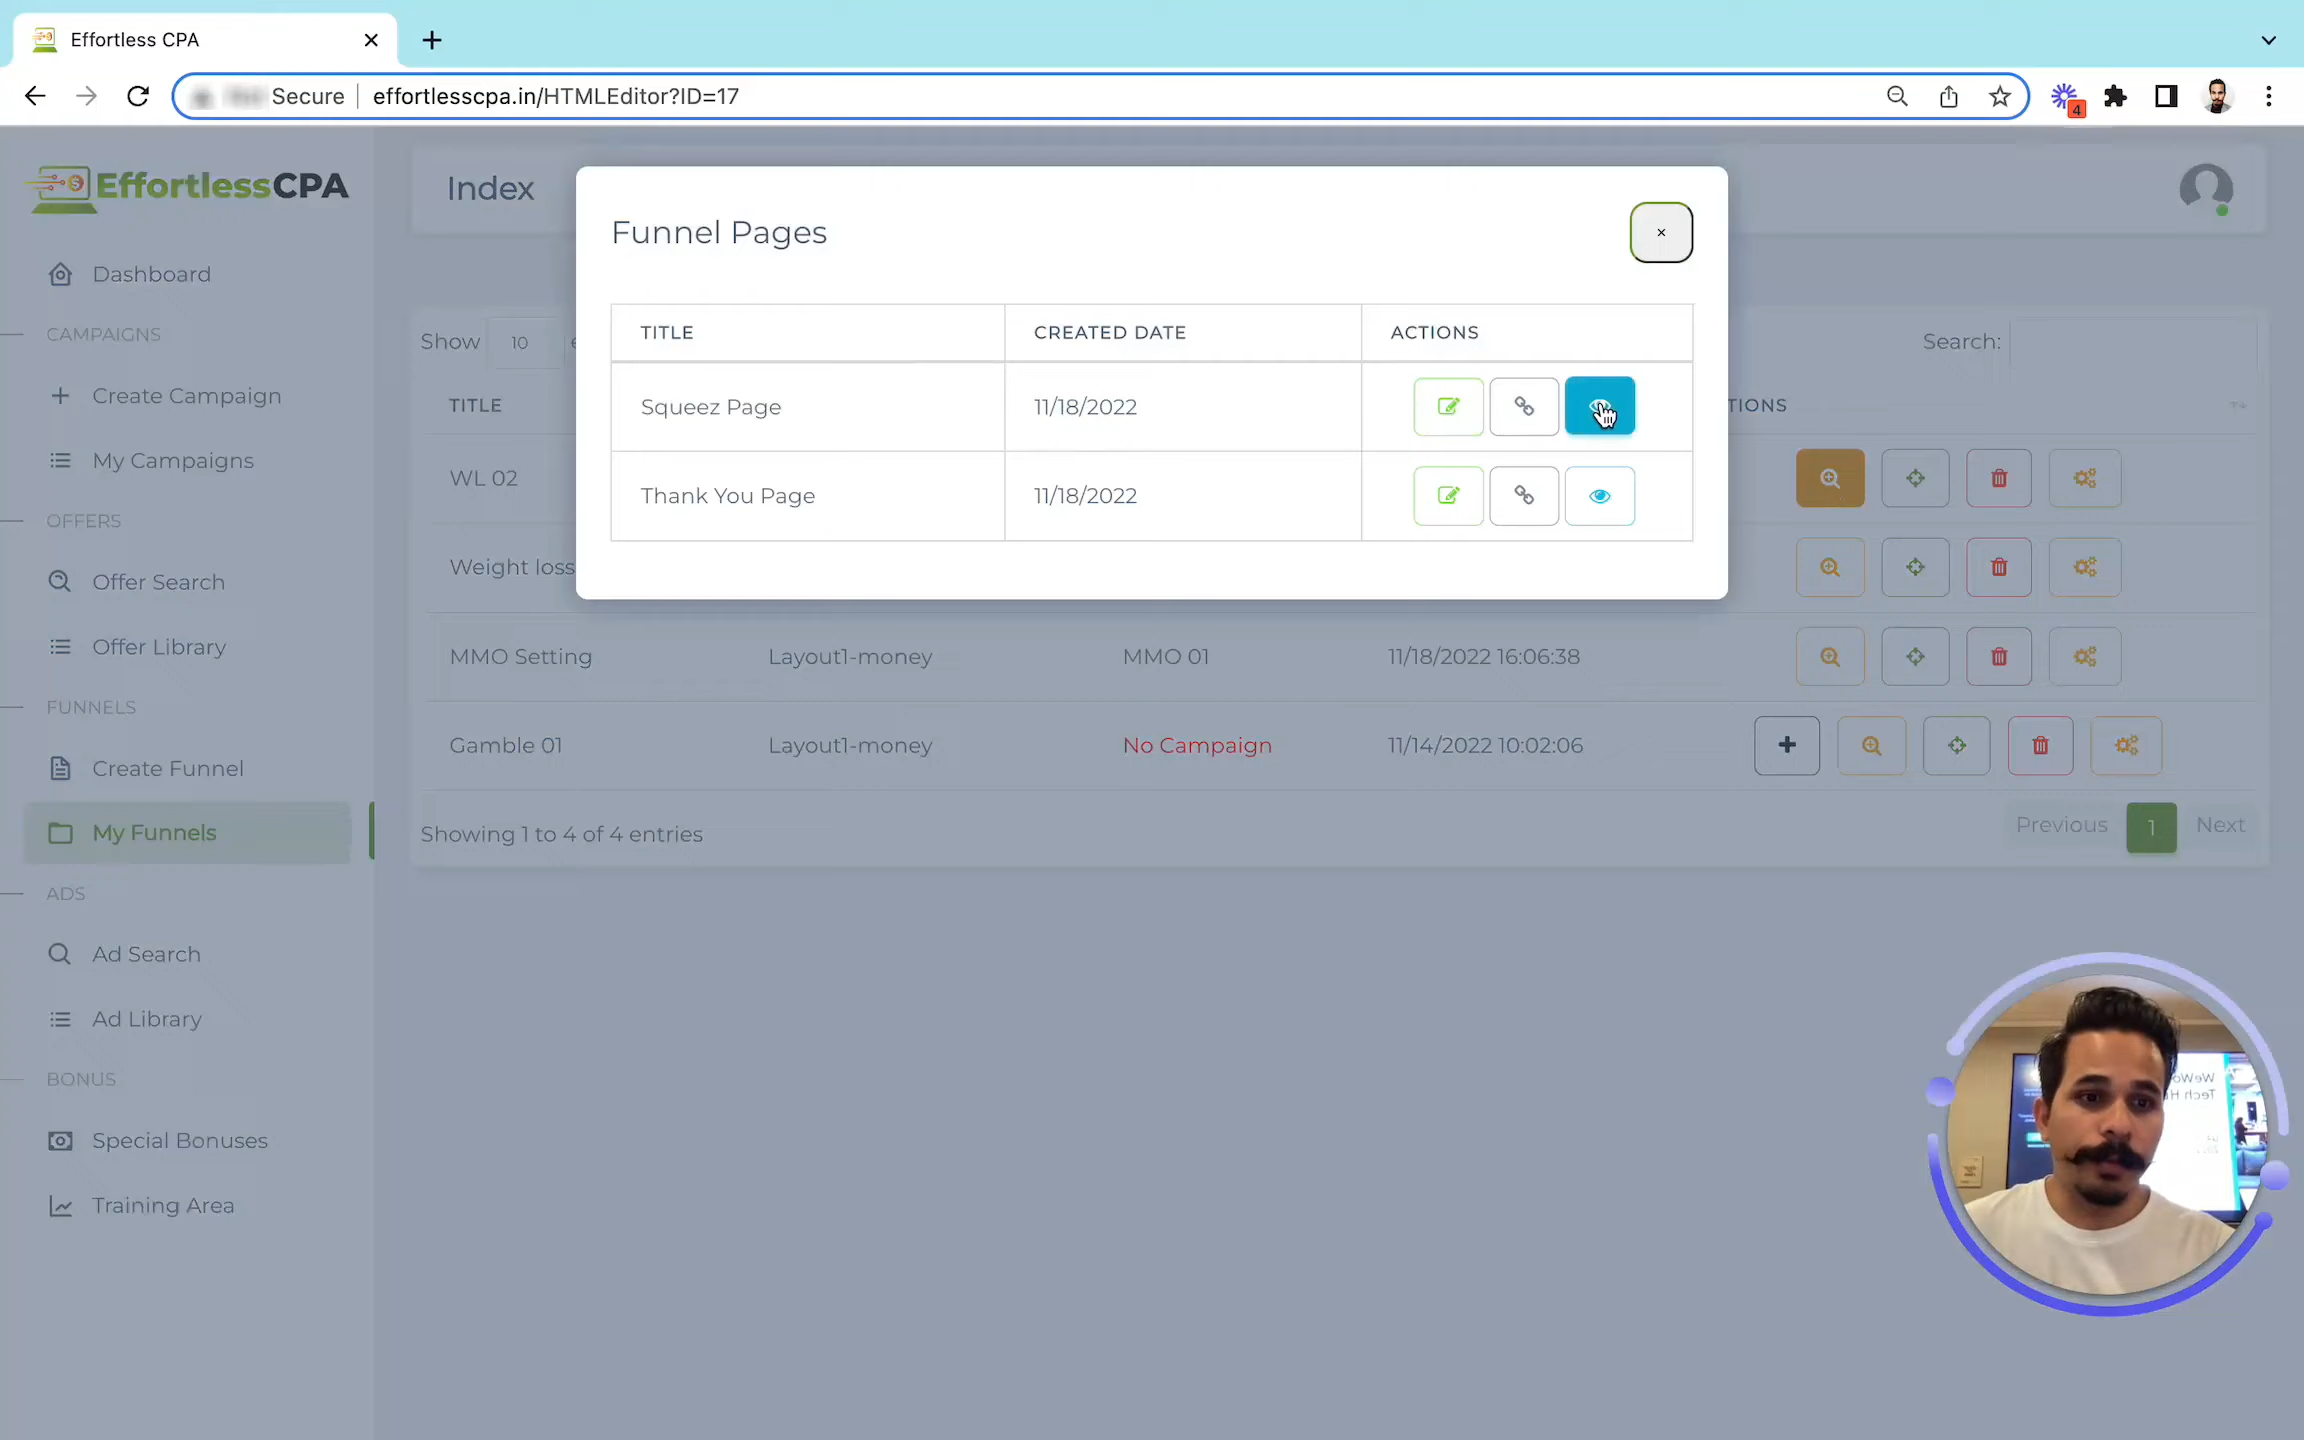 Effortless CPA
Secure effortlesscpa.in/HTMLEditor?ID=17
4
EffortlessCPA
Index
Funnel Pages
×
TITLE CREATED DATE ACTIONS
Squeez Page 11/18/2022
Thank You Page 11/18/2022
Dashboard
CAMPAIGNS
Create Campaign
My Campaigns
OFFERS
Offer Search
Offer Library
FUNNELS
Create Funnel
My Funnels
ADS
Ad Search
Ad Library
BONUS
Special Bonuses
Training Area
Show 10 e
Search:
TITLE TIONS
WL 02
Weight loss
MMO Setting Layout1-money MMO 01 11/18/2022 16:06:38
Gamble 01 Layout1-money No Campaign 11/14/2022 10:02:06
Showing 1 to 4 of 4 entries
Previous 1 Next